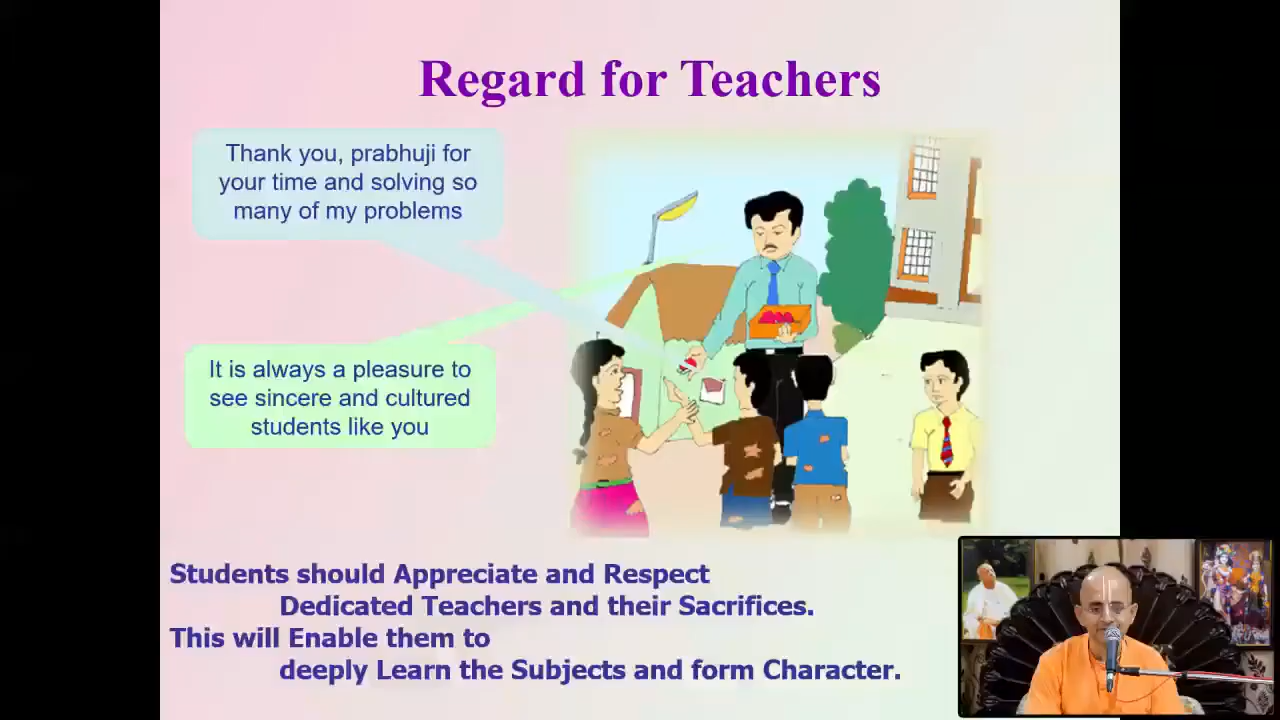 Regard for Teachers
Thank you, prabhuji for
your time and solving so
many of my problems
It is always a pleasure to
see sincere and cultured
students like you
Students should Appreciate and Respect
Dedicated Teachers and their Sacrifices.
This will Enable them to
deeply Learn the Subjects and form Character.